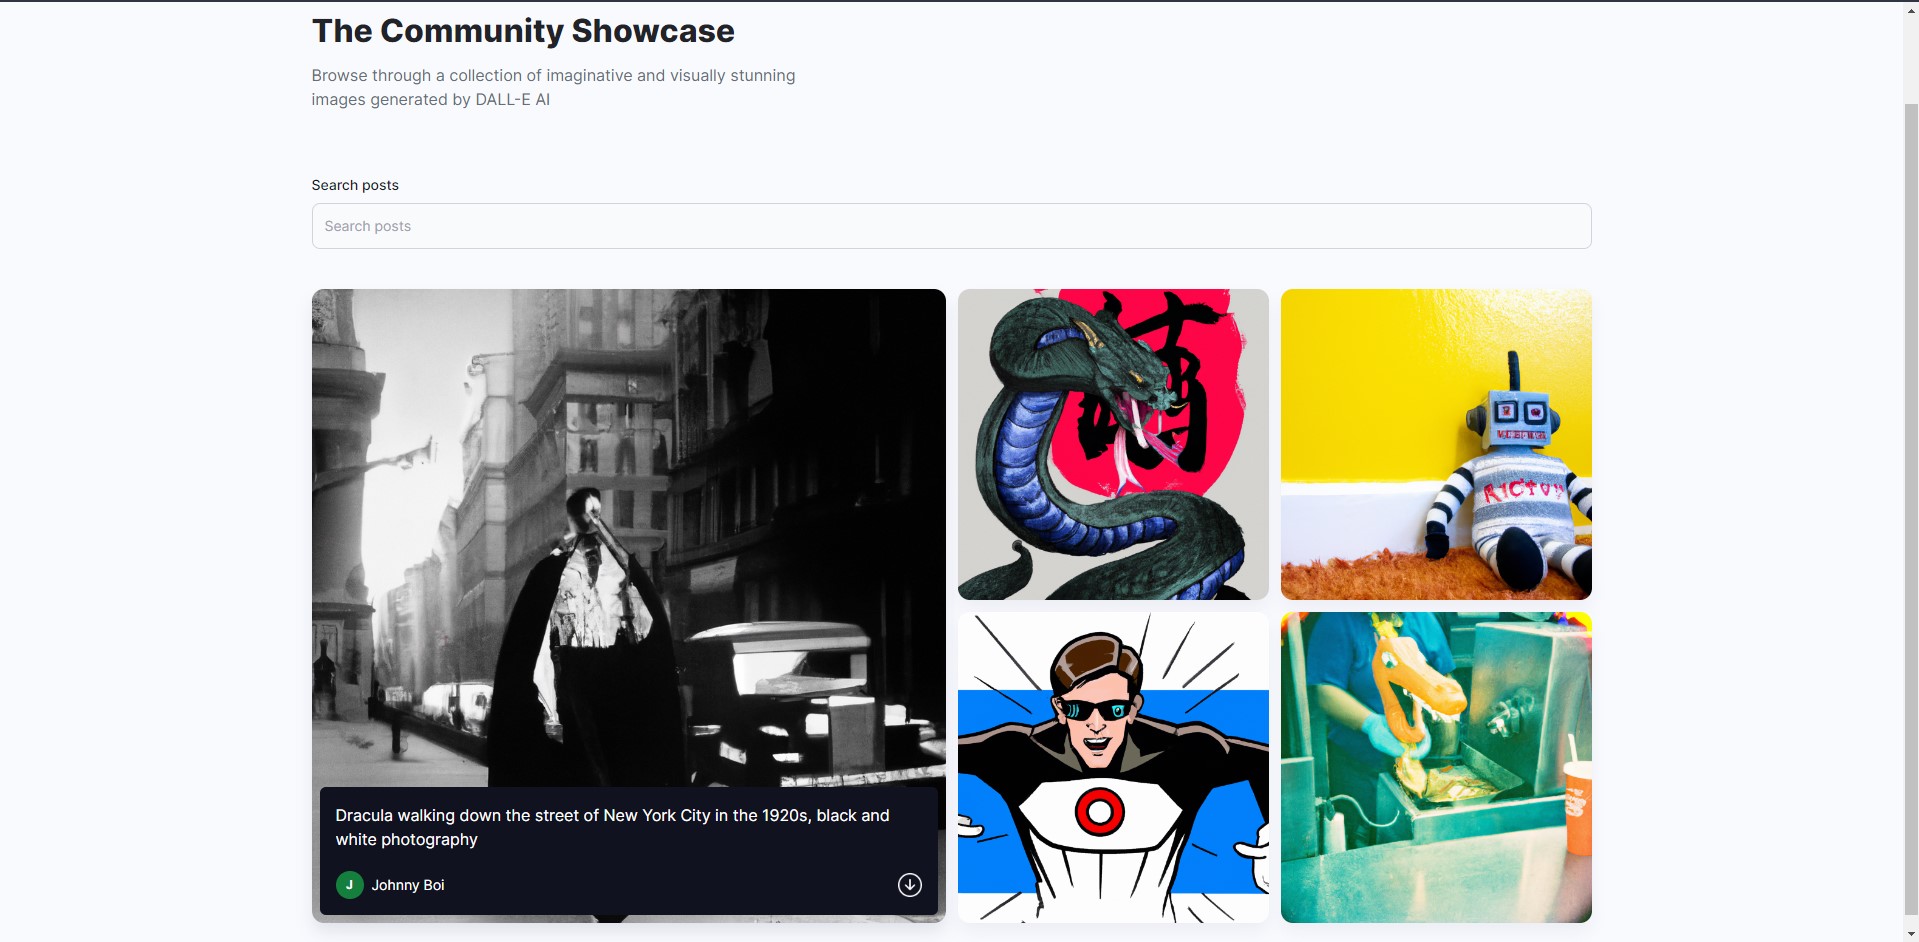 The Community Showcase
Browse through a collection of imaginative and visually stunning
images generated by DALL-E AI
Search posts
Search posts
Dracula walking down the street of New York City in the 1920s, black and
white photography
J
Johnny Boi